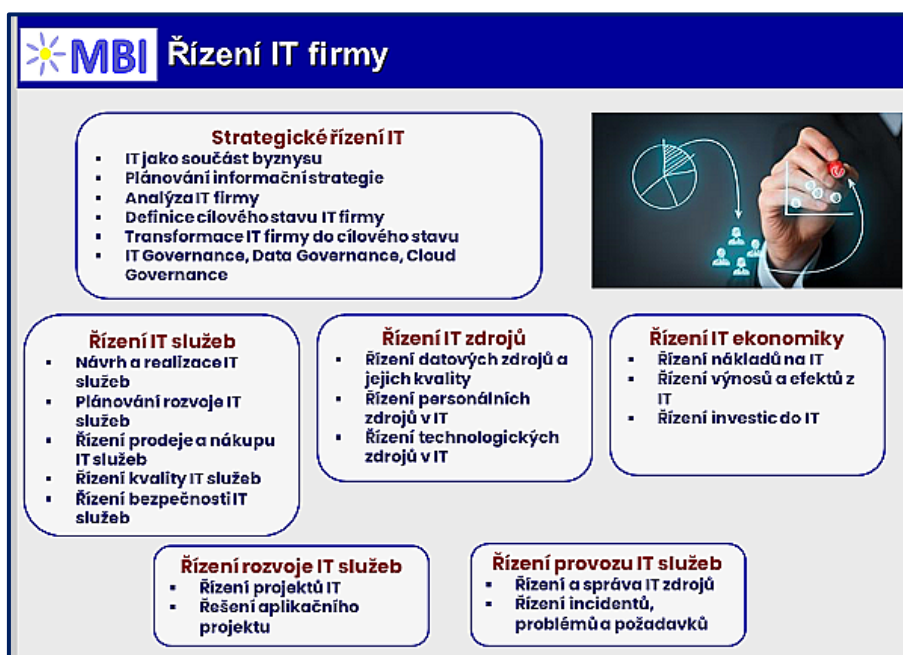 MBI Řízení IT firmy
Strategické řízení IT
▪ IT jako součást byznysu
▪ Plánování informační strategie
▪ Analýza IT firmy
▪ Definice cílového stavu IT firmy
▪ Transformace IT firmy do cílového stavu
▪ IT Governance, Data Governance, Cloud
Governance
Řízení IT služeb
▪ Návrh a realizace IT
služeb
▪ Plánování rozvoje IT
služeb
▪ Řízení prodeje a nákupu
IT služeb
▪ Řízení kvality IT služeb
▪ Řízení bezpečnosti IT
služeb
Řízení IT zdrojů
▪ Řízení datových zdrojů a
jejich kvality
▪ Řízení personálních
zdrojů v IT
▪ Řízení technologických
zdrojů v IT
Řízení IT ekonomiky
▪ Řízení nákladů na IT
▪ Řízení výnosů a efektů z
IT
▪ Řízení investic do IT
Řízení rozvoje IT služeb
▪ Řízení projektů IT
▪ Řešení aplikačního
projektu
Řízení provozu IT služeb
▪ Řízení a správa IT zdrojů
▪ Řízení incidentů,
problémů a požadavků